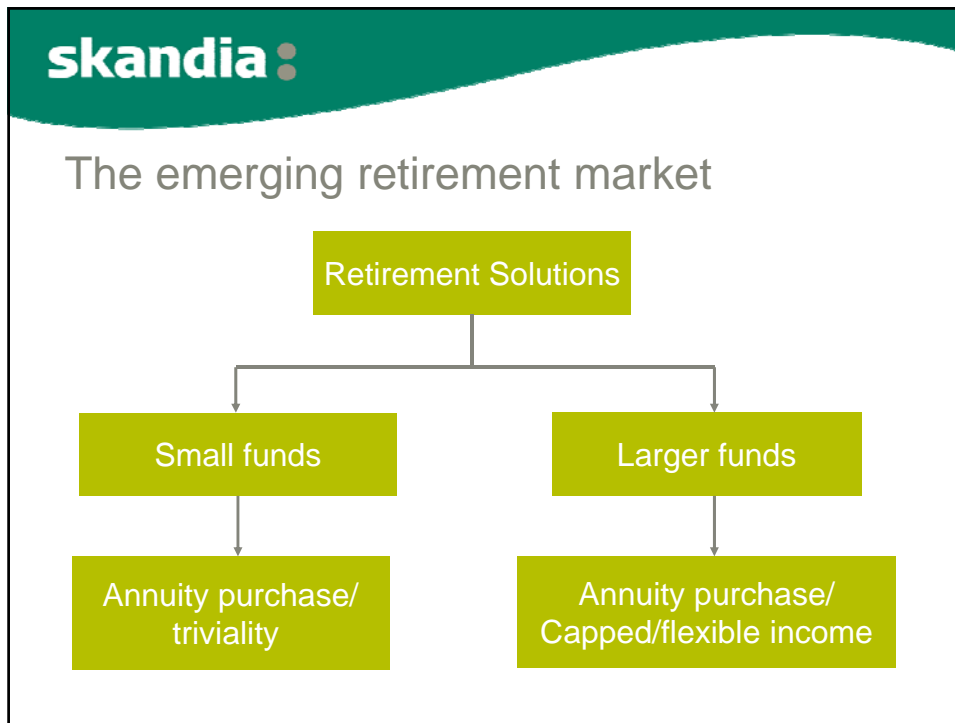 skandia:
The emerging retirement market
Retirement Solutions
Small funds
Larger funds
Annuity purchase/
triviality
Annuity purchase/
Capped/flexible income